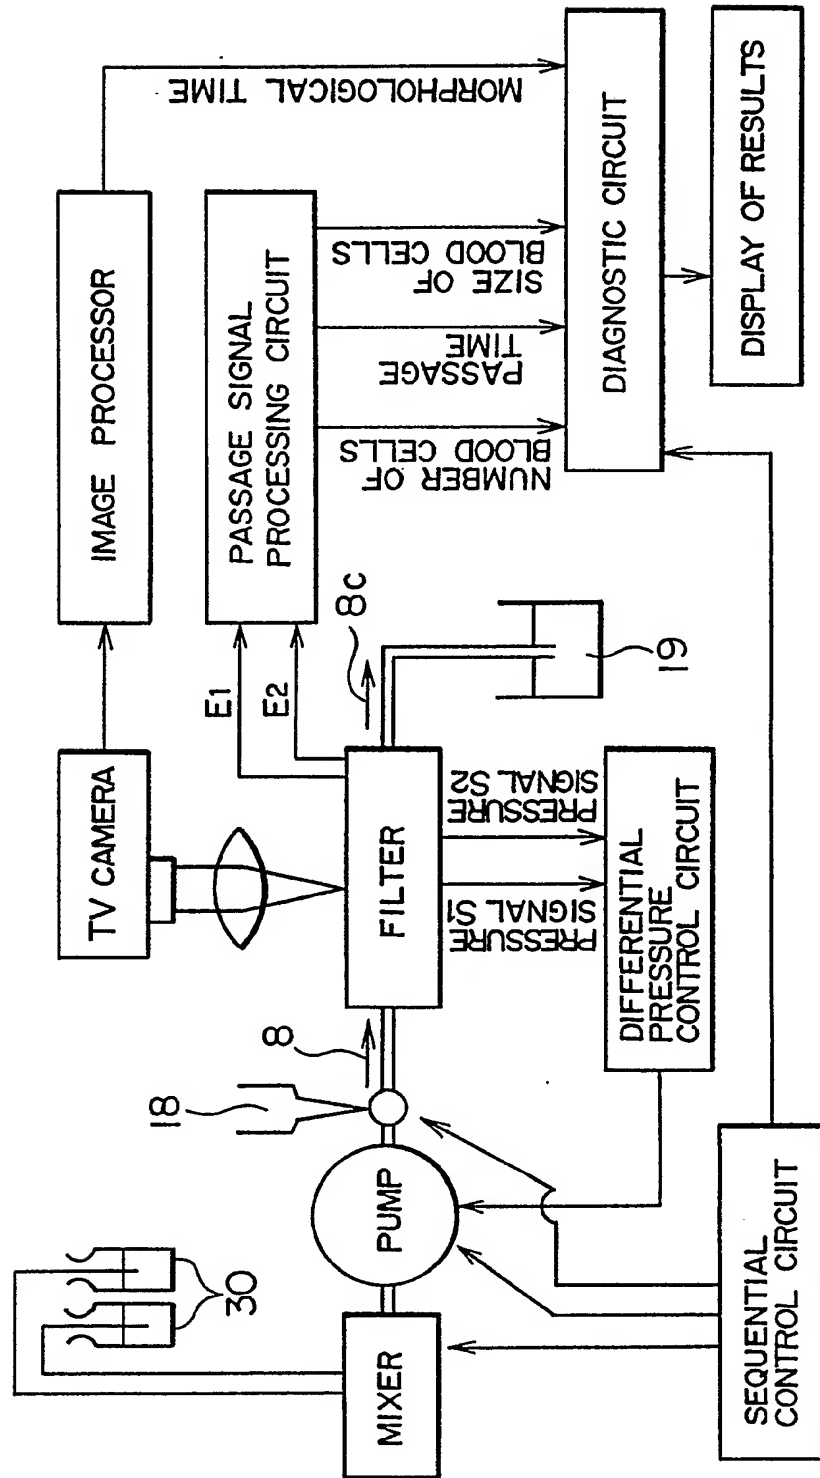 30
MIXER
PUMP
18
8
TV CAMERA
IMAGE PROCESSOR
FILTER
E1
E2
8c
19
PASSAGE SIGNAL
PROCESSING CIRCUIT
MORPHOLOGICAL TIME
PRESSURE
SIGNAL S1
PRESSURE
SIGNAL S2
NUMBER OF
BLOOD CELLS
PASSAGE
TIME
SIZE OF
BLOOD CELLS
SEQUENTIAL
CONTROL CIRCUIT
DIFFERENTIAL
PRESSURE
CONTROL CIRCUIT
DIAGNOSTIC CIRCUIT
DISPLAY OF RESULTS